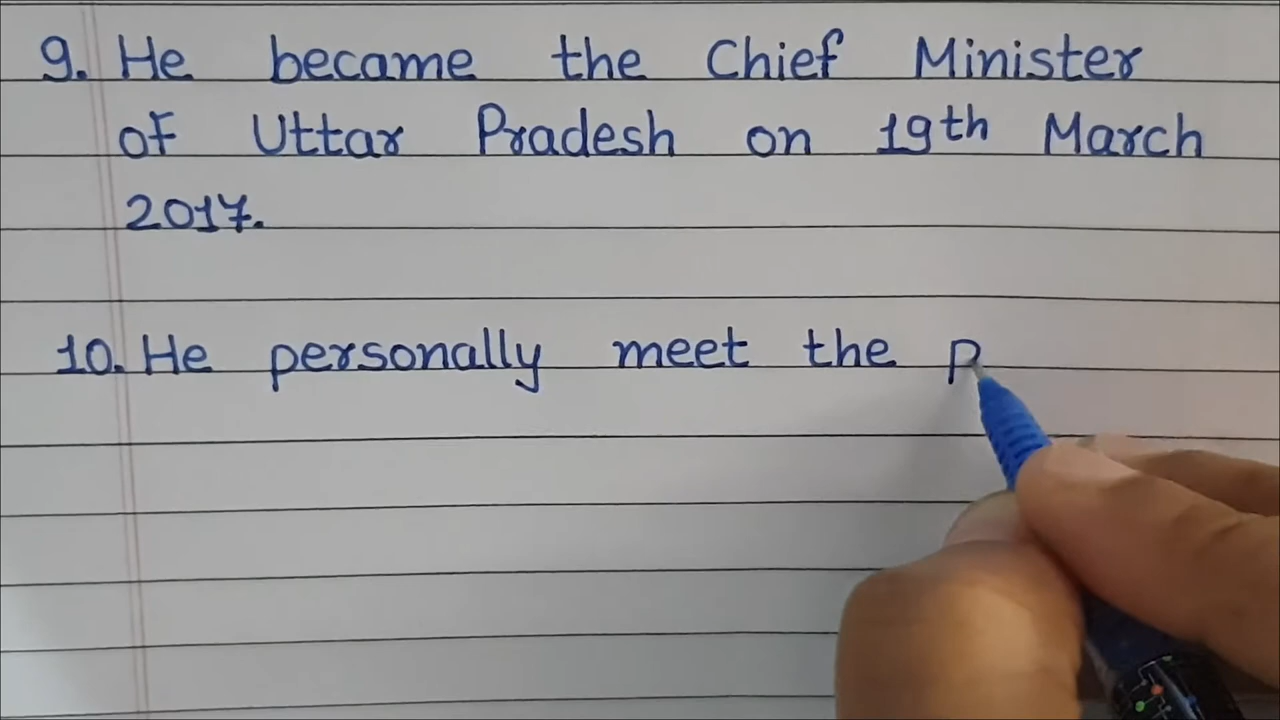 9. He became the Chief Minister
of Uttar Pradesh on 19th March
2017.
10. He personally meet the p